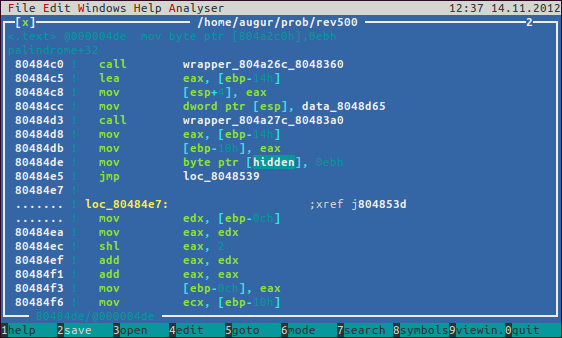 File Edit Windows Help Analyser 12:37 14.11.2012
[x] /home/augur/prob/rev500 2
<.text> @000004de mov byte ptr [804a2c0h],0ebh
palindrome+32
80484c0 ! call wrapper_804a26c_8048360
80484c5 ! lea eax, [ebp-14h]
80484c8 ! mov [esp+4], eax
80484cc ! mov dword ptr [esp], data_8048d65
80484d3 ! call wrapper_804a27c_80483a0
80484d8 ! mov eax, [ebp-14h]
80484db ! mov [ebp-10h], eax
80484de ! mov byte ptr [hidden], 0ebh
80484e5 ! jmp loc_8048539
80484e7 !
....... ! loc_80484e7: ;xref j804853d
....... ! mov edx, [ebp-0ch]
80484ea ! mov eax, edx
80484ec ! shl eax, 2
80484ef ! add eax, edx
80484f1 ! add eax, eax
80484f3 ! mov [ebp-0ch], eax
80484f6 ! mov ecx, [ebp-10h]
80484de/@000004de
1help 2save 3open 4edit 5goto 6mode 7search 8symbols 9viewin. 0quit